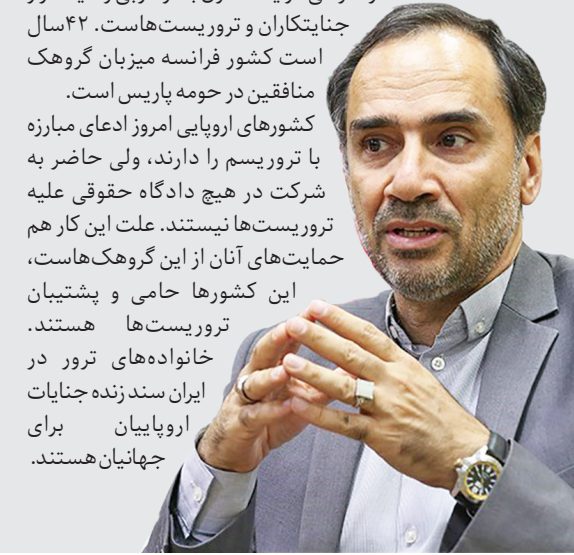 جنایتکاران و تروریست‌هاست. ۴۲سال
است کشور فرانسه میزبان گروهک
منافقین در حومه پاریس است.
کشورهای اروپایی امروز ادعای مبارزه
با تروریسم را دارند، ولی حاضر به
شرکت در هیچ دادگاه حقوقی علیه
تروریست‌ها نیستند. علت این کار هم
حمایت‌های آنان از این گروهک‌هاست،
این کشورها حامی و پشتیبان
تروریست‌ها هستند.
خانواده‌های ترور در
ایران سند زنده جنایات
اروپاییان برای
جهانیان هستند.